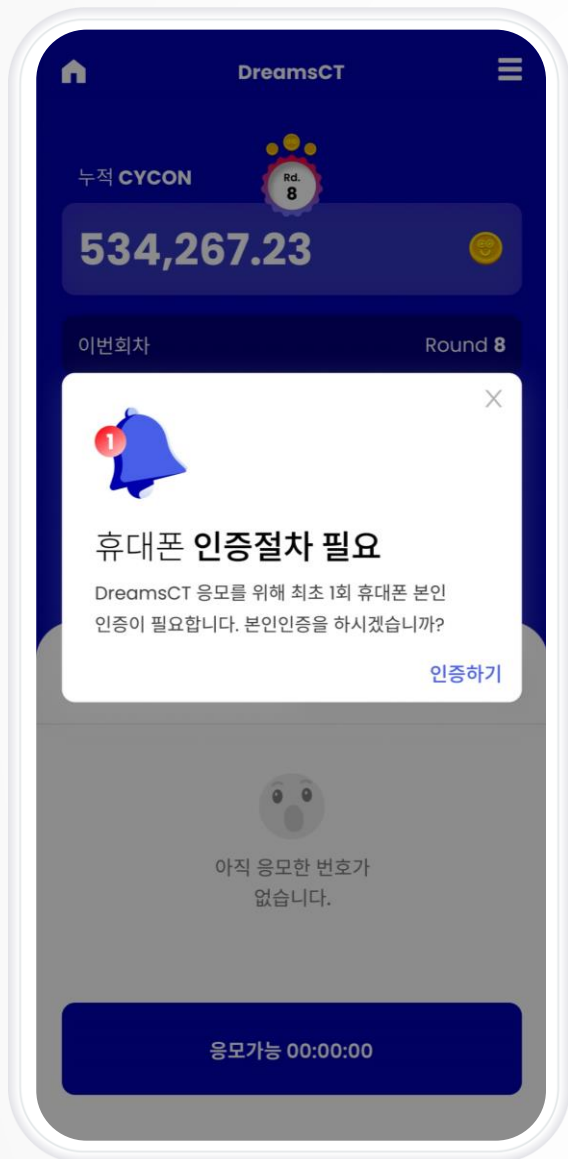 DreamsCT
누적 CYCON
Rd.
8
534,267.23
이번회차 Round 8
1
휴대폰 인증절차 필요
DreamsCT 응모를 위해 최초 1회 휴대폰 본인
인증이 필요합니다. 본인인증을 하시겠습니까?
인증하기
아직 응모한 번호가
없습니다.
응모가능 00:00:00